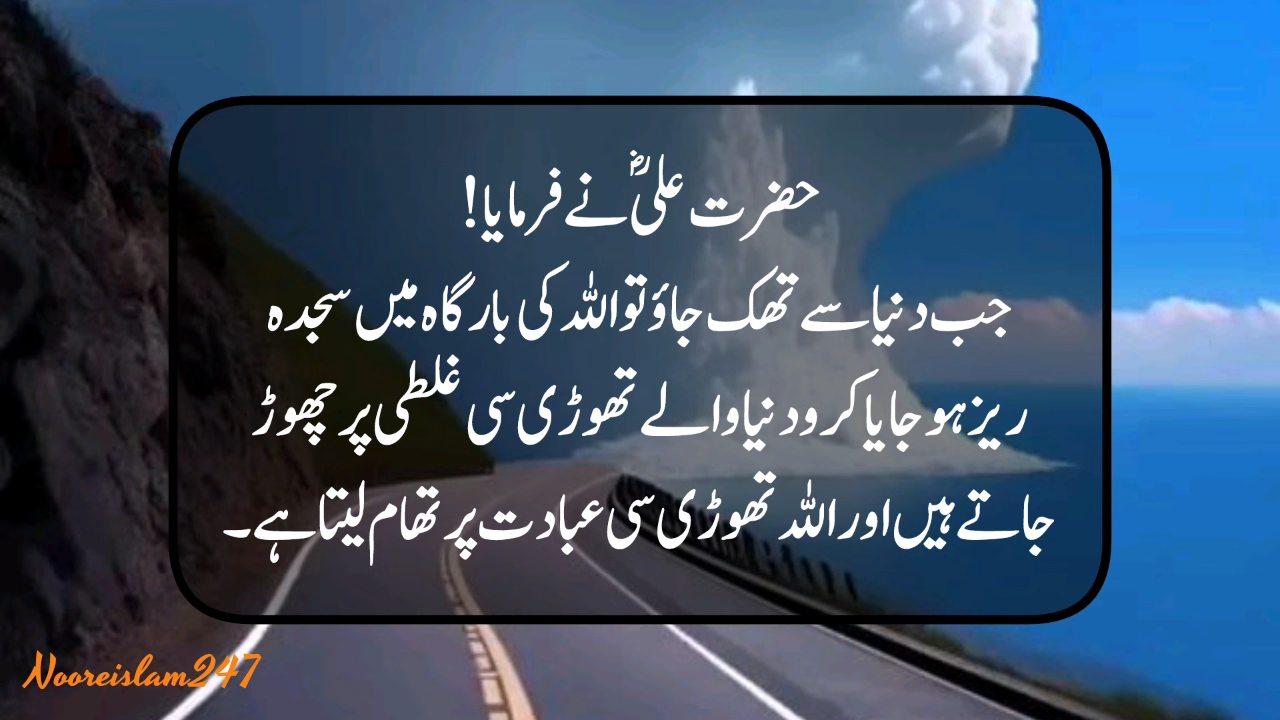 حضرت علیؓ نے فرمایا!
جب دنیا سے تھک جاؤ تو اللہ کی بارگاہ میں سجدہ
ریز ہو جایا کرو دنیا والے تھوڑی سی غلطی پر چھوڑ
جاتے ہیں اور اللہ تھوڑی سی عبادت پر تھام لیتا ہے۔
Nooreislam247